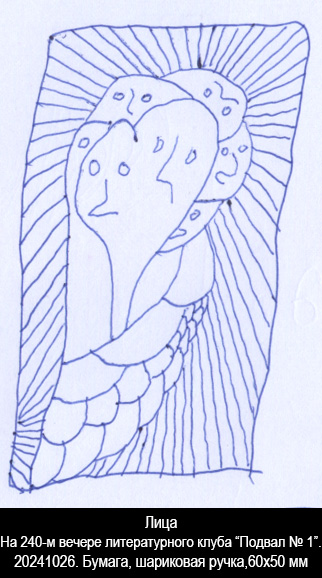 Лица
На 240-м вечере литературного клуба “Подвал № 1”.
20241026. Бумага, шариковая ручка,60х50 мм